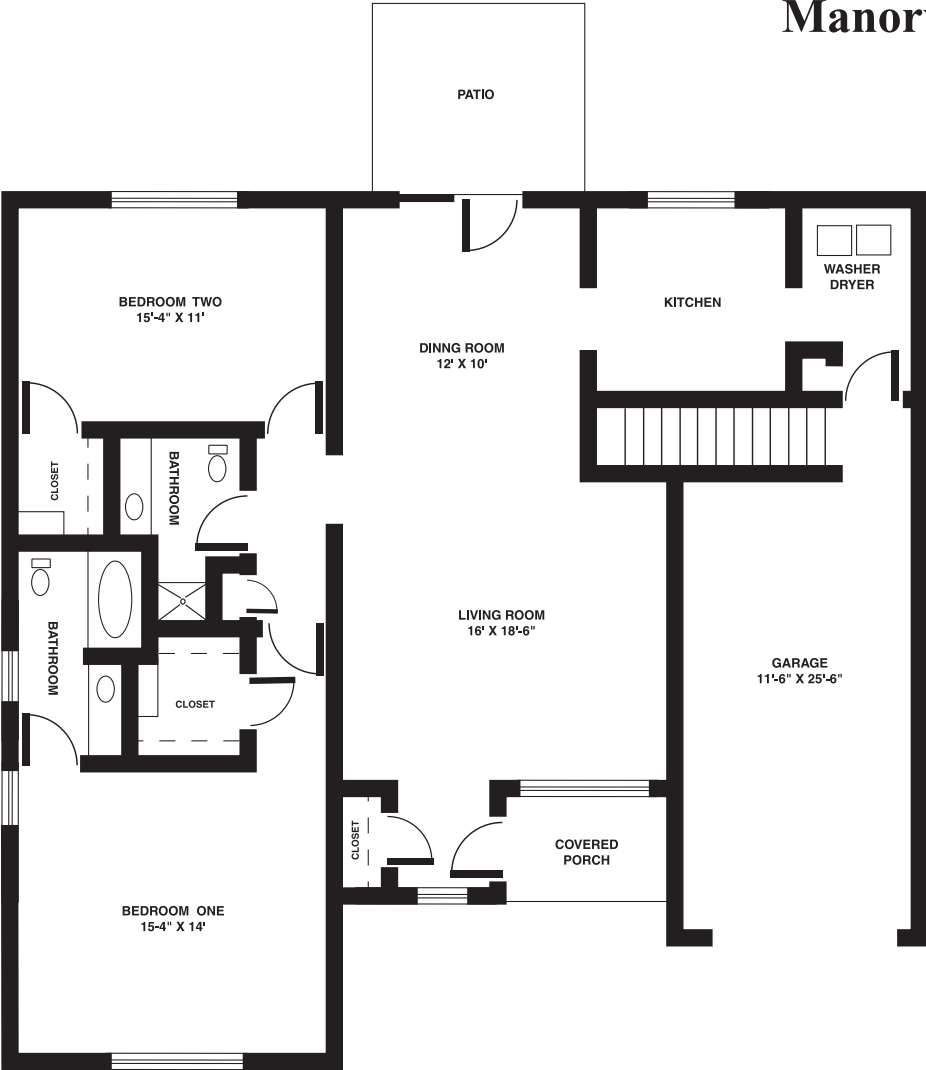 Manor
PATIO
BEDROOM TWO
15'-4" X 11'
DINNG ROOM
12' X 10'
KITCHEN
WASHER
DRYER
CLOSET
BATHROOM
BATHROOM
CLOSET
LIVING ROOM
16' X 18'-6"
GARAGE
11'-6" X 25'-6"
CLOSET
COVERED
PORCH
BEDROOM ONE
15-4" X 14'